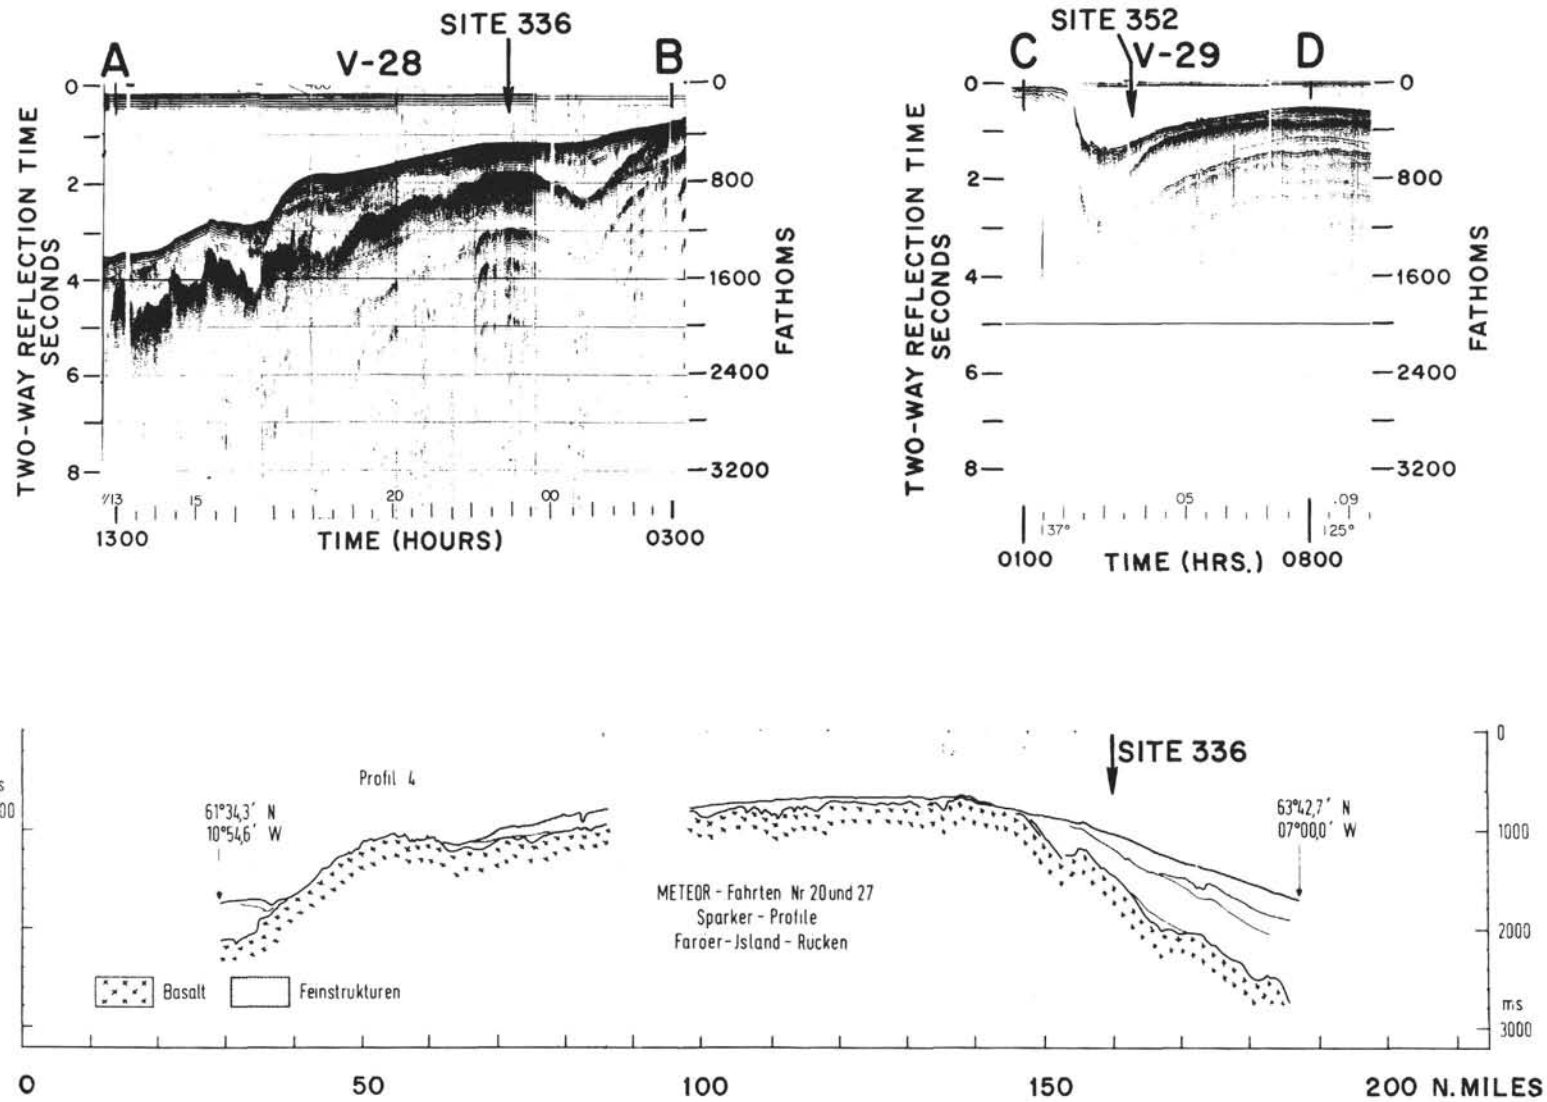 SITE 336
A
V-28
B
0
2
4
6
8
TWO-WAY REFLECTION TIME
SECONDS
0
800
1600
2400
3200
FATHOMS
15
20
00
1300
TIME (HOURS)
0300
SITE 352
C
V-29
D
0
2
4
6
8
TWO-WAY REFLECTION TIME
SECONDS
0
800
1600
2400
3200
FATHOMS
05
.09
137°
125°
0100
TIME (HRS.)
0800
SITE 336
Profil 4
61°34,3′ N
10°54,6′ W
63°42,7′ N
07°00,0′ W
METEOR - Fahrten Nr 20 und 27
Sparker - Profile
Faröer-Jsland - Rucken
Basalt
Feinstrukturen
0
1000
2000
ms
3000
0
50
100
150
200 N.MILES